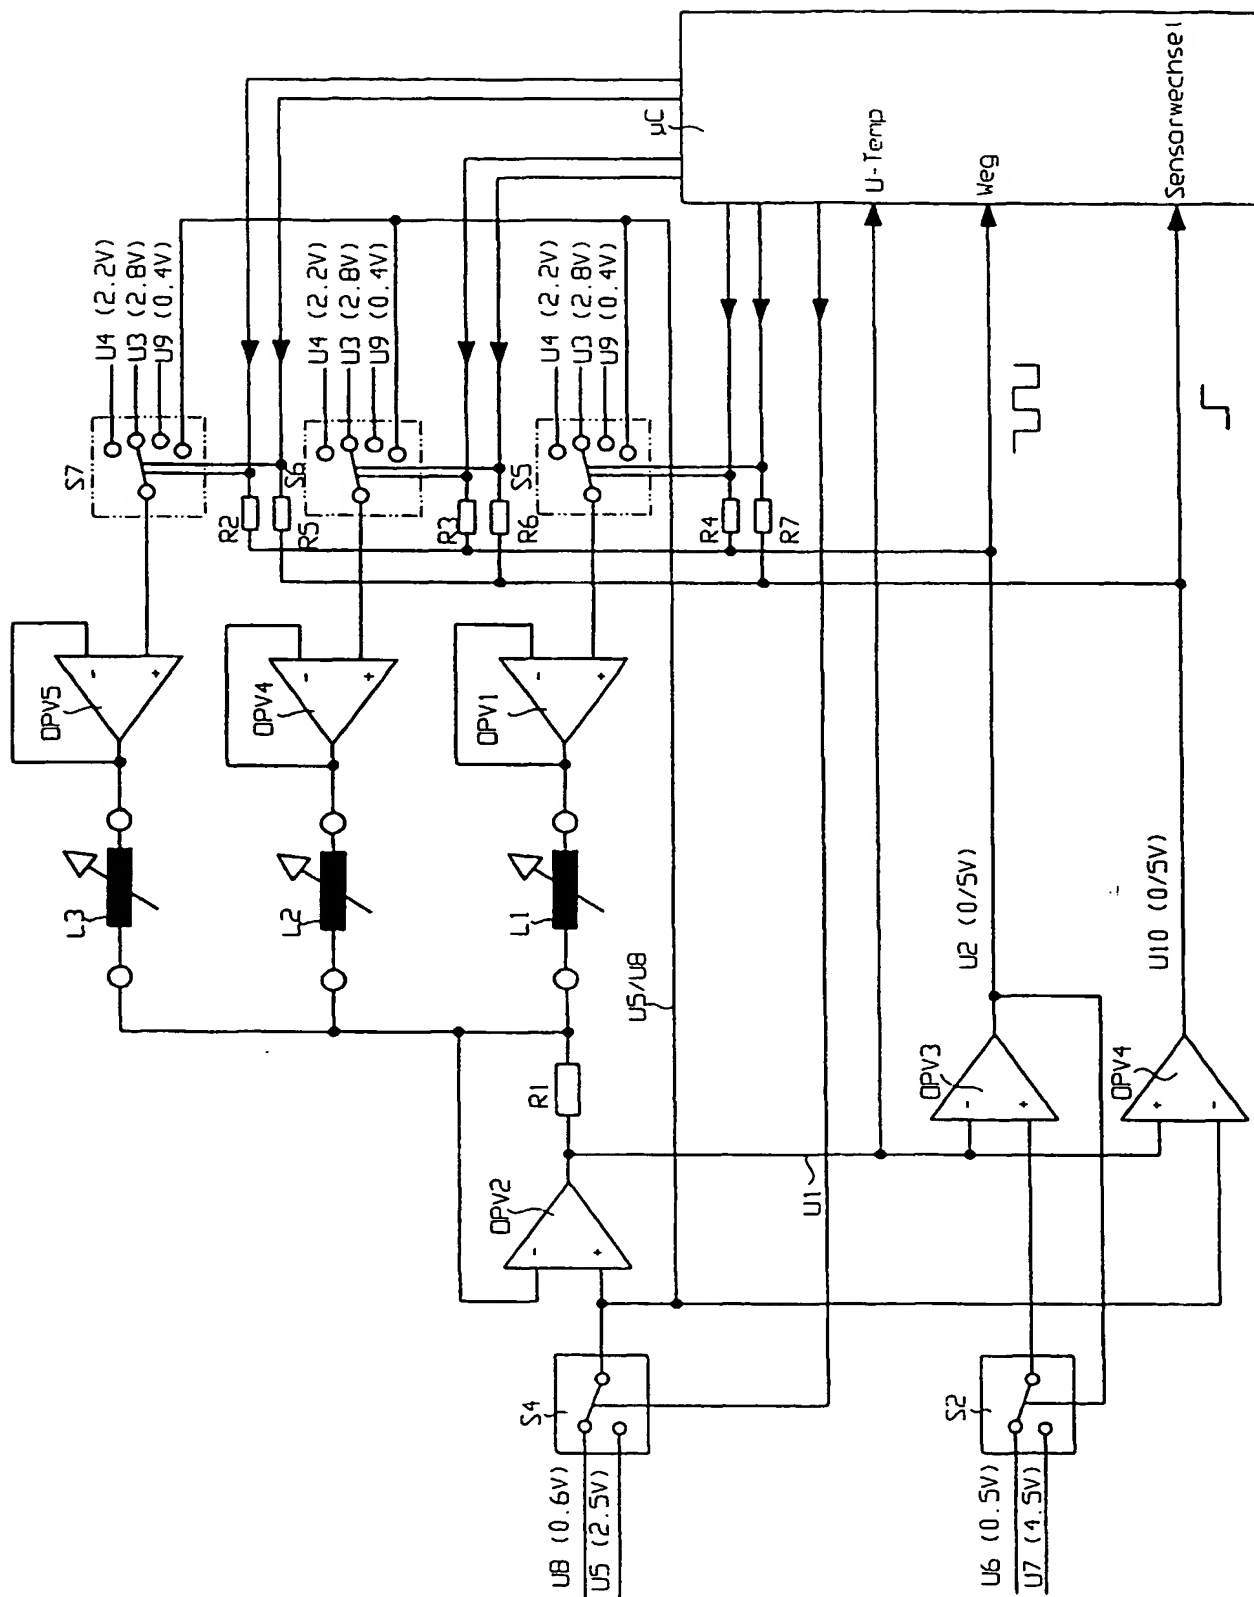 µC
U-Temp
Weg
Sensorwechsel
U4 (2.2V)
U3 (2.8V)
U9 (0.4V)
S7
U4 (2.2V)
U3 (2.8V)
U9 (0.4V)
S6
U4 (2.2V)
U3 (2.8V)
U9 (0.4V)
S5
R2
R5
R3
R6
R4
R7
OPV5
OPV4
OPV1
L3
L2
L1
U5/U8
R1
U2 (0/5V)
U10 (0/5V)
OPV2
OPV3
OPV4
U1
S4
S2
U8 (0.6V)
U5 (2.5V)
U6 (0.5V)
U7 (4.5V)
-
+
-
+
-
+
-
+
-
+
+
-